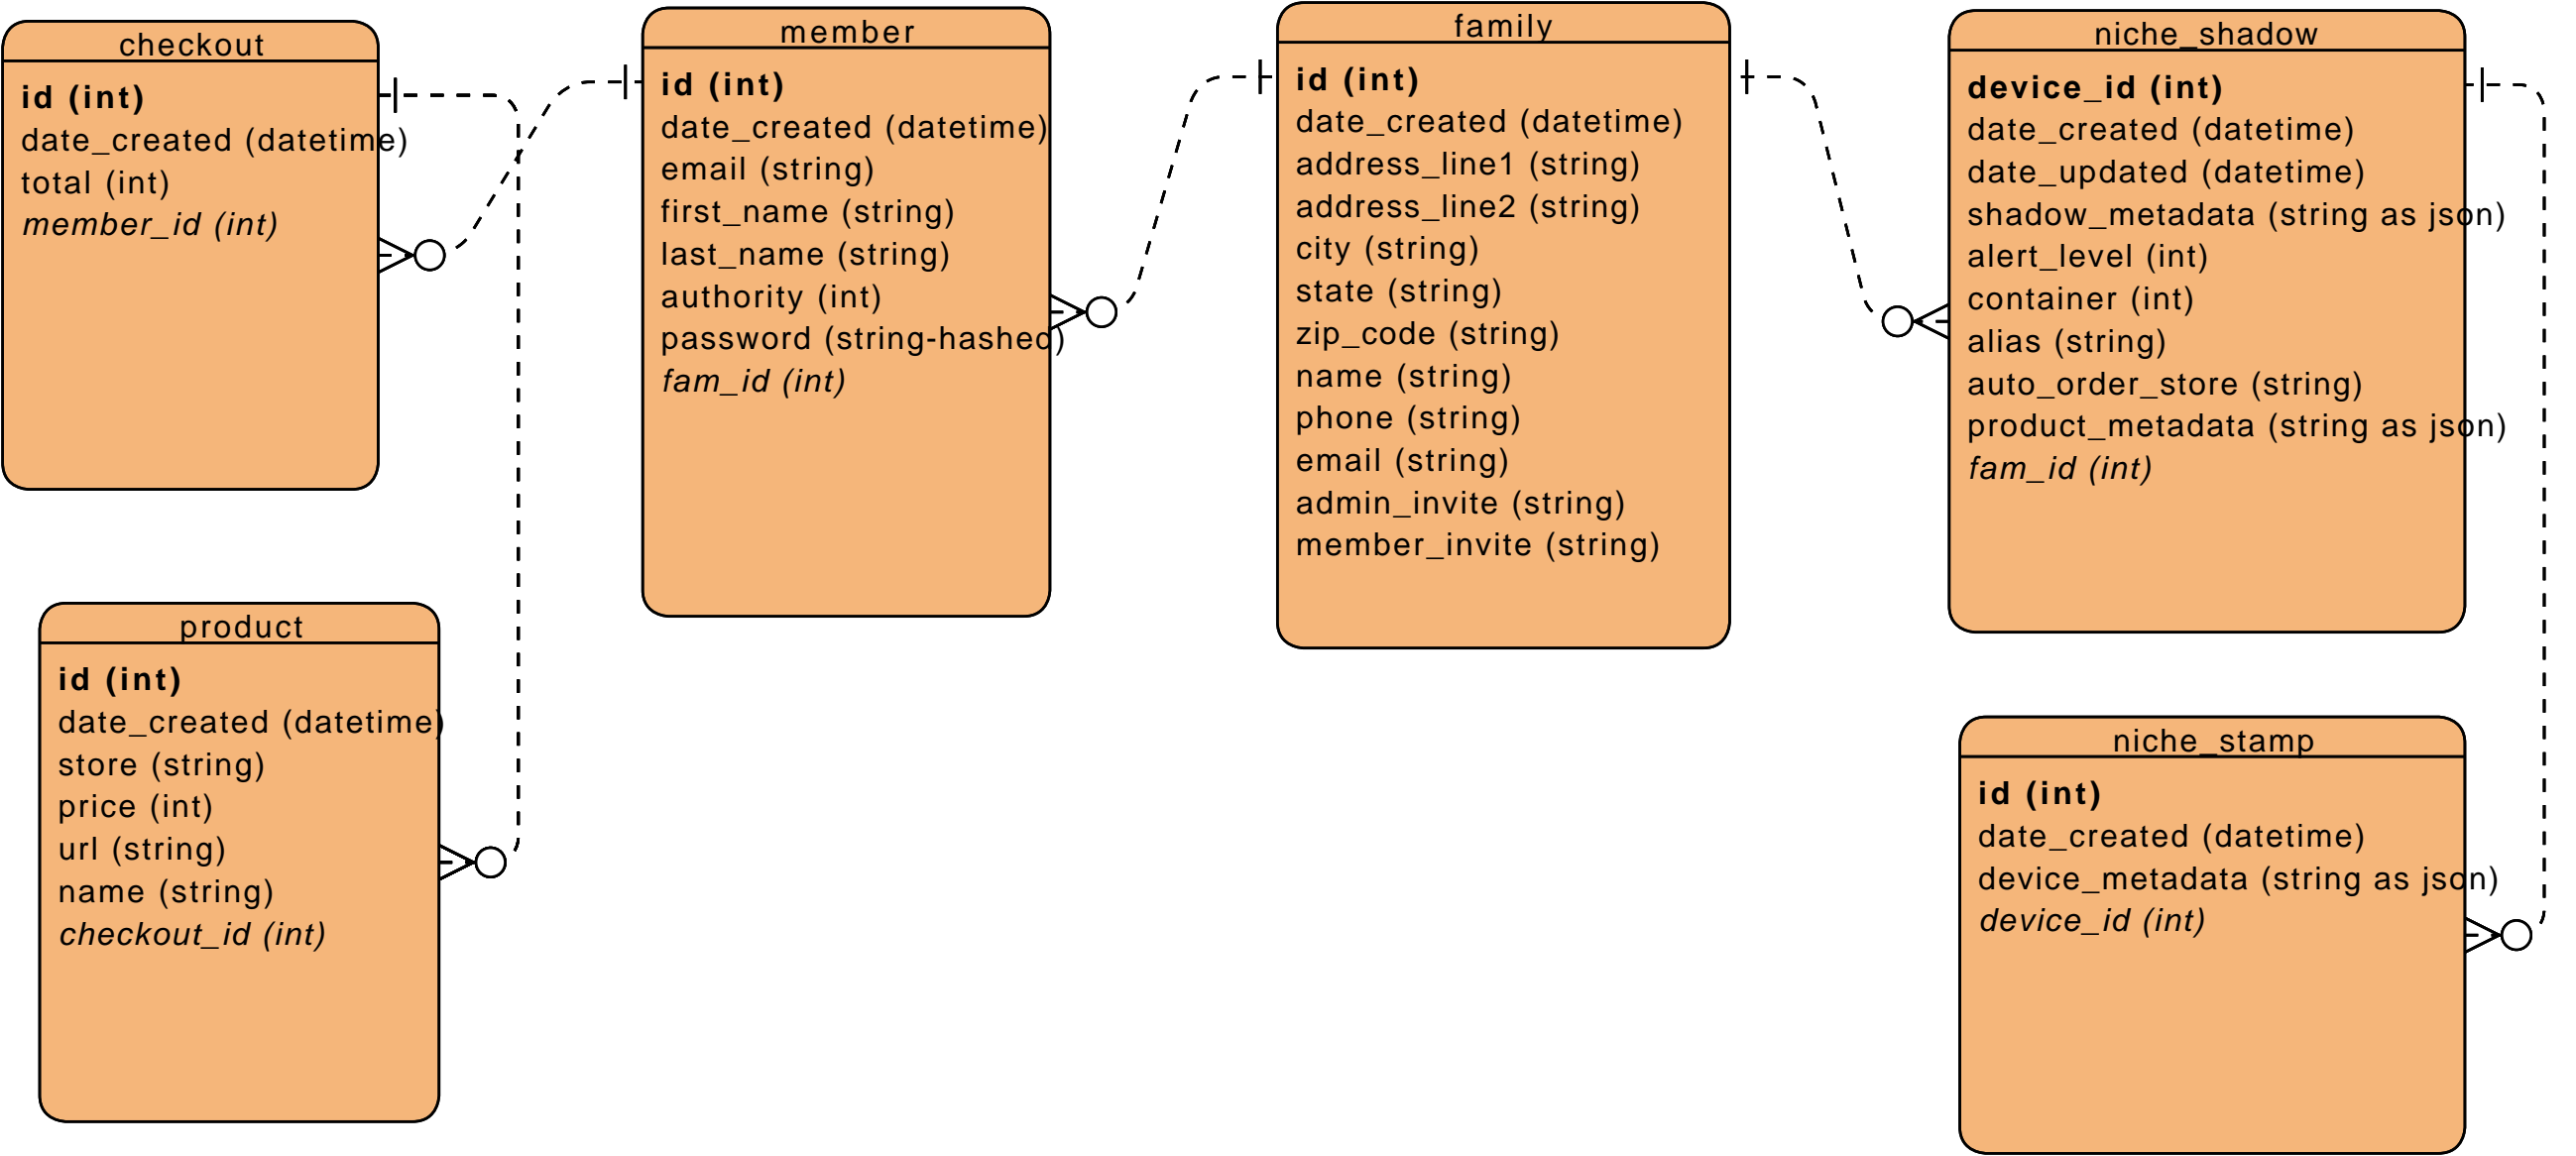 checkout
id (int)
date_created (datetime)
total (int)
member_id (int)
member
id (int)
date_created (datetime)
email (string)
first_name (string)
last_name (string)
authority (int)
password (string-hashed)
fam_id (int)
family
id (int)
date_created (datetime)
address_line1 (string)
address_line2 (string)
city (string)
state (string)
zip_code (string)
name (string)
phone (string)
email (string)
admin_invite (string)
member_invite (string)
niche_shadow
device_id (int)
date_created (datetime)
date_updated (datetime)
shadow_metadata (string as json)
alert_level (int)
container (int)
alias (string)
auto_order_store (string)
product_metadata (string as json)
fam_id (int)
product
id (int)
date_created (datetime)
store (string)
price (int)
url (string)
name (string)
checkout_id (int)
niche_stamp
id (int)
date_created (datetime)
device_metadata (string as json)
device_id (int)